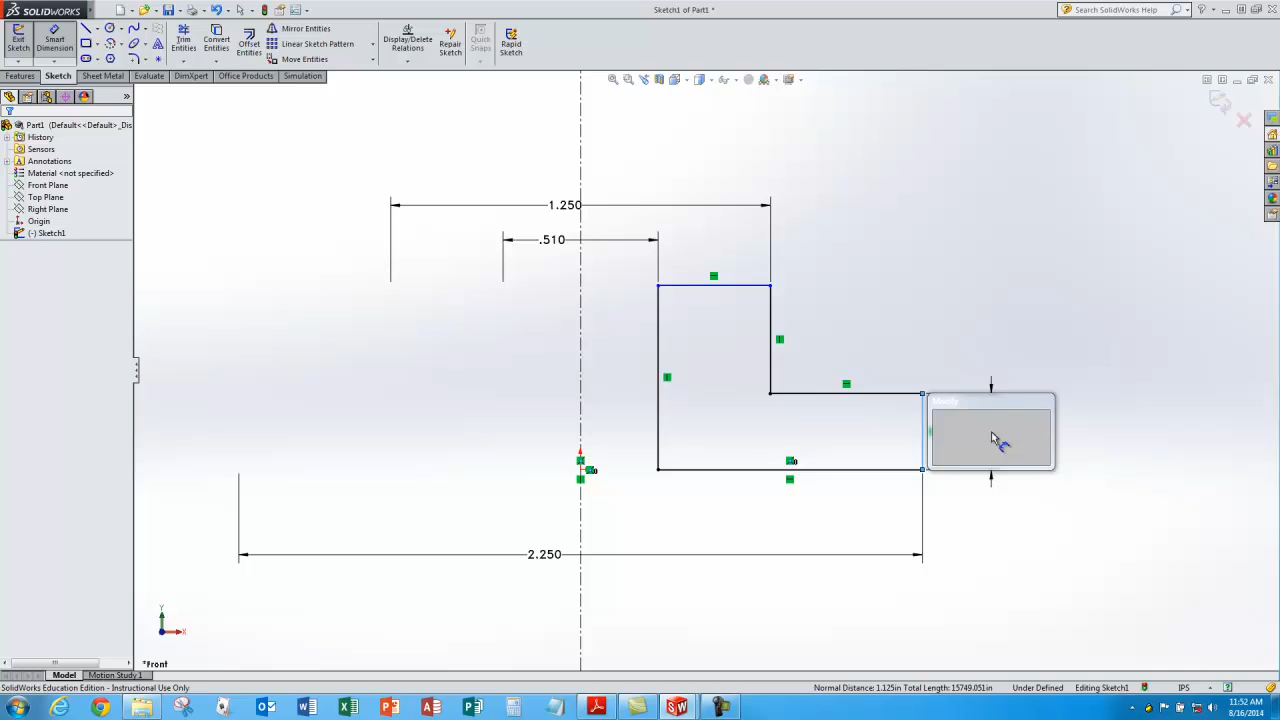 SOLIDWORKS
Sketch1 of Part1 *
Search SolidWorks Help
Exit Sketch
Smart Dimension
Trim Entities
Convert Entities
Offset Entities
Mirror Entities
Linear Sketch Pattern
Move Entities
Display/Delete Relations
Repair Sketch
Quick Snaps
Rapid Sketch
Features
Sketch
Sheet Metal
Evaluate
DimXpert
Office Products
Simulation
Part1 (Default<<Default>_Dis
History
Sensors
Annotations
Material <not specified>
Front Plane
Top Plane
Right Plane
Origin
(-) Sketch1
1.250
.510
Modify
2.250
Y
X
*Front
Model
Motion Study 1
SolidWorks Education Edition - Instructional Use Only
Normal Distance: 1.125in Total Length: 15749.051in
Under Defined
Editing Sketch1
IPS
11:52 AM
8/16/2014